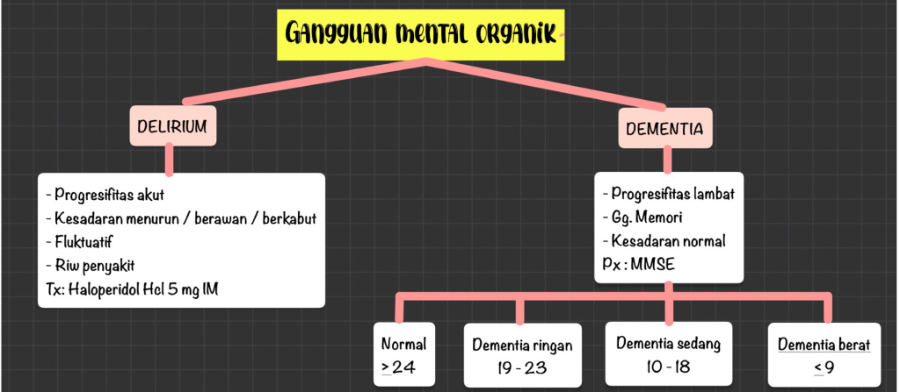 Gangguan mental organik
DELIRIUM
- Progresifitas akut
- Kesadaran menurun / berawan / berkabut
- Fluktuatif
- Riw penyakit
Tx: Haloperidol Hcl 5 mg IM
DEMENTIA
- Progresifitas lambat
- Gg. Memori
- Kesadaran normal
Px : MMSE
Normal
≥ 24
Dementia ringan
19 - 23
Dementia sedang
10 - 18
Dementia berat
≤ 9